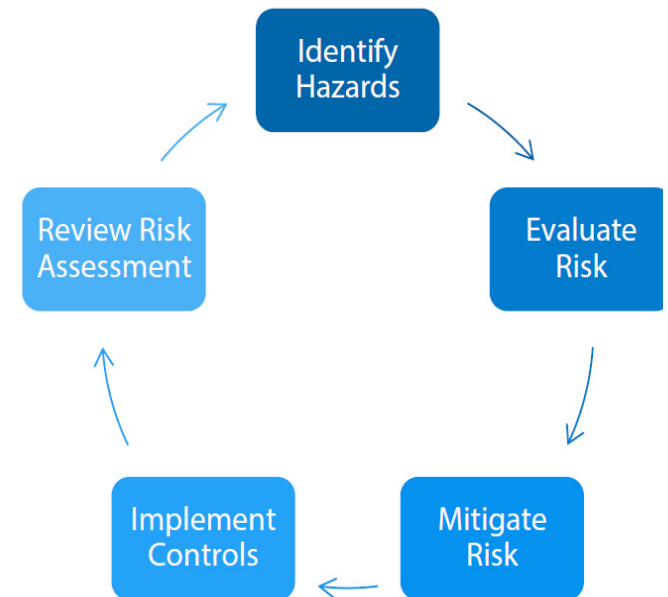 Identify
Hazards
Evaluate
Risk
Mitigate
Risk
Implement
Controls
Review Risk
Assessment